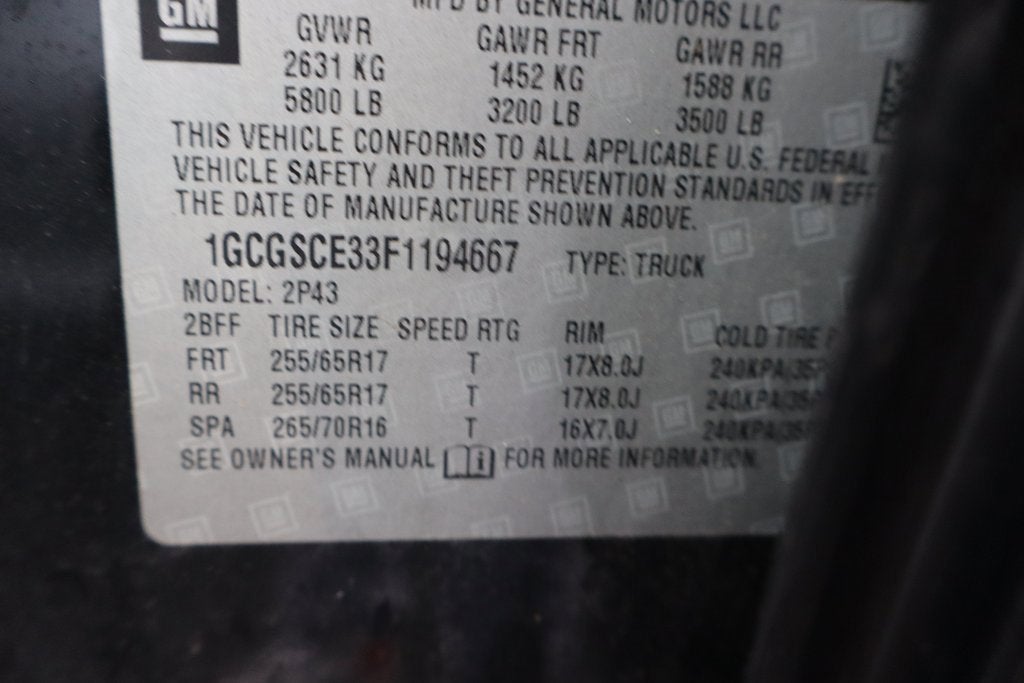 GM
MFD BY GENERAL MOTORS LLC
GVWR GAWR FRT GAWR RR
2631 KG 1452 KG 1588 KG
5800 LB 3200 LB 3500 LB
THIS VEHICLE CONFORMS TO ALL APPLICABLE U.S. FEDERAL
VEHICLE SAFETY AND THEFT PREVENTION STANDARDS IN EFF
THE DATE OF MANUFACTURE SHOWN ABOVE.
1GCGSCE33F1194667 TYPE: TRUCK
MODEL: 2P43
2BFF TIRE SIZE SPEED RTG RIM COLD TIRE
FRT 255/65R17 T 17X8.0J 240KPA/35P
RR 255/65R17 T 17X8.0J 240KPA/35P
SPA 265/70R16 T 16X7.0J 240KPA/35P
SEE OWNER'S MANUAL i FOR MORE INFORMATION.